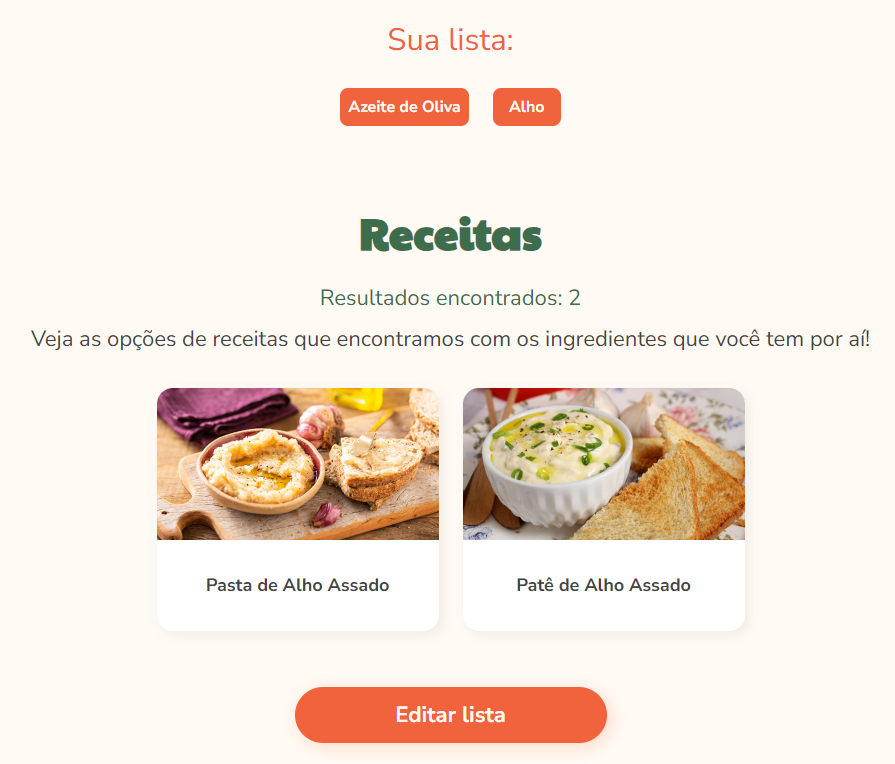 Sua lista:
Azeite de Oliva
Alho
Receitas
Resultados encontrados: 2
Veja as opções de receitas que encontramos com os ingredientes que você tem por aí!
Pasta de Alho Assado
Patê de Alho Assado
Editar lista